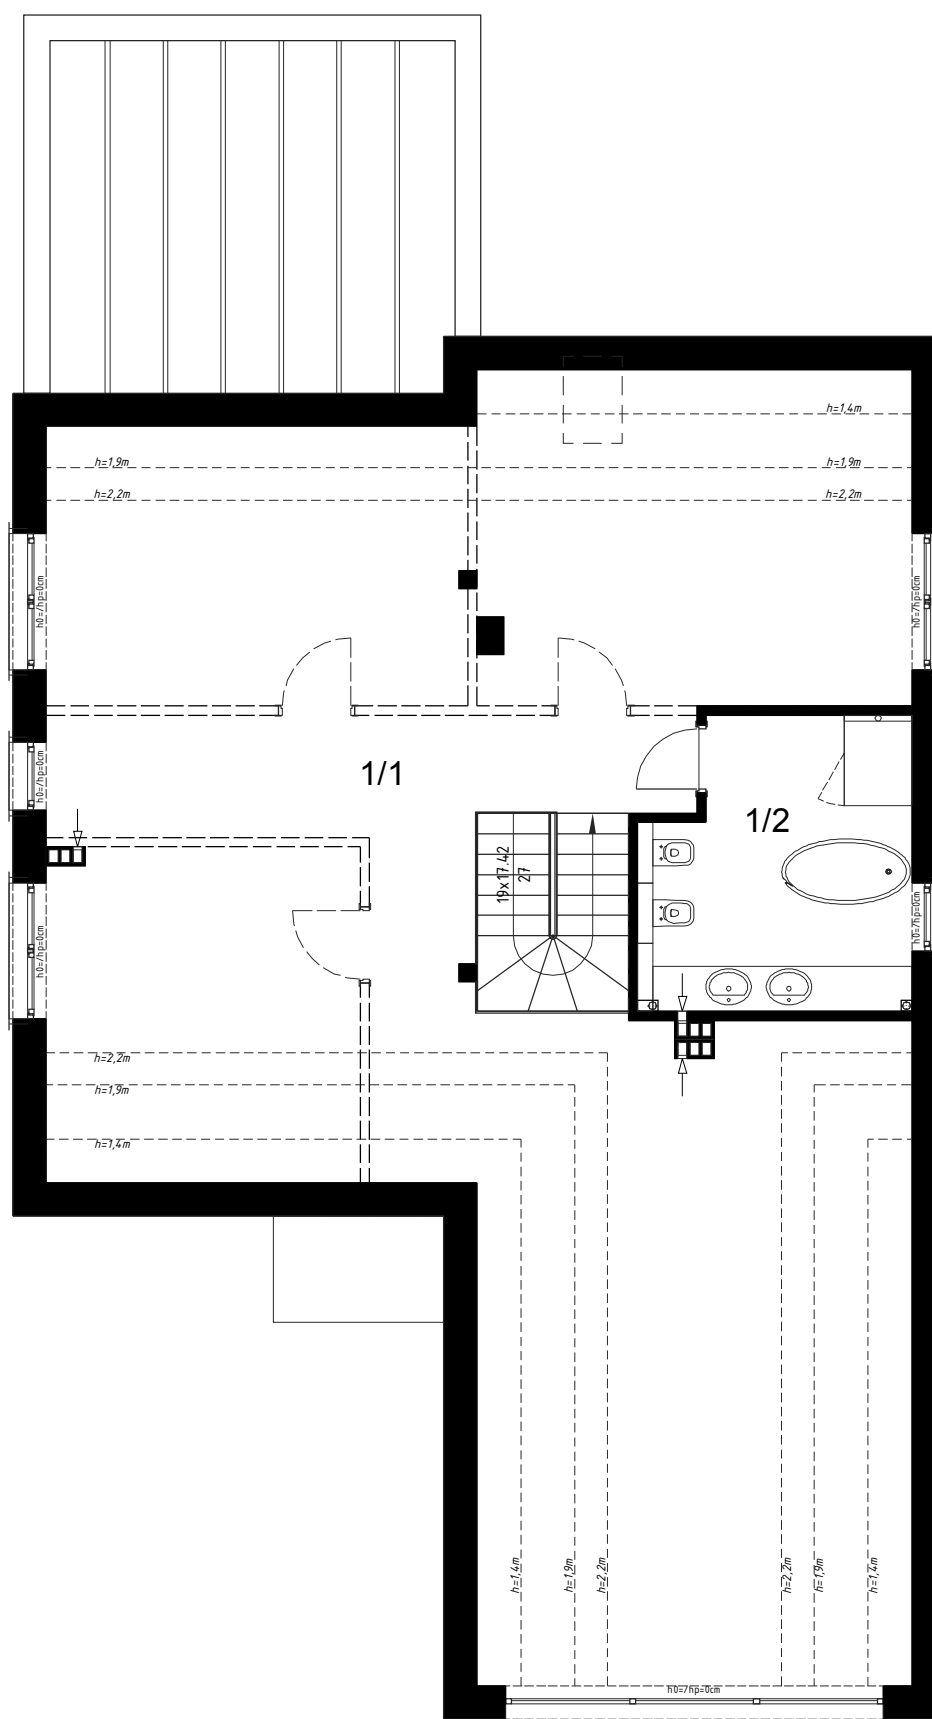 h=1,4m
h=1,9m
h=1,9m
h=2,2m
h=2,2m
h0=/hp=0cm
h0=/hp=0cm
1/1
h0=/hp=0cm
1/2
19x17.42
27
h0=/hp=0cm
h0=/hp=0cm
h=2,2m
h=1,9m
h=1,4m
h=1,4m
h=1,9m
h=2,2m
h=2,2m
h=1,9m
h=1,4m
h0=/hp=0cm